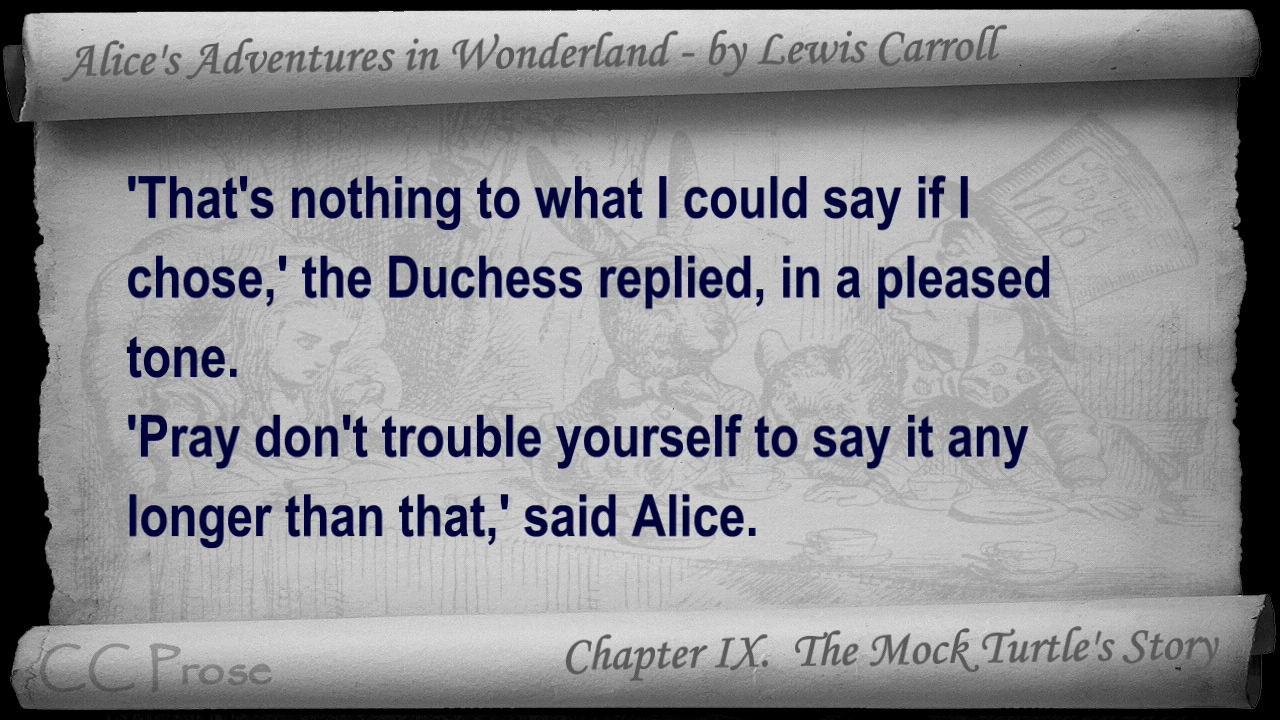 Alice's Adventures in Wonderland - by Lewis Carroll
'That's nothing to what I could say if I
chose,' the Duchess replied, in a pleased
tone.
'Pray don't trouble yourself to say it any
longer than that,' said Alice.
CC Prose
Chapter IX. The Mock Turtle's Story